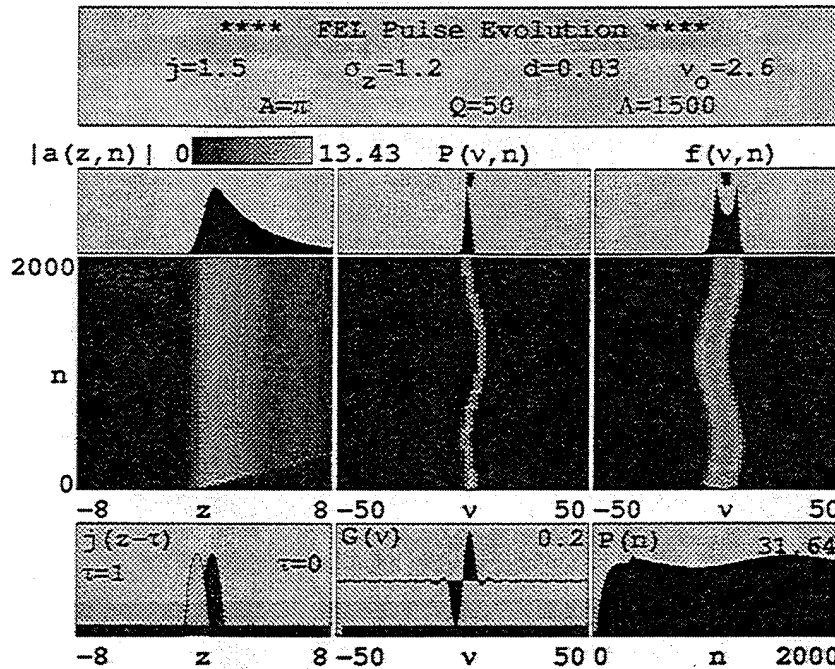 **** FEL Pulse Evolution ****
j=1.5 σz=1.2 d=0.03 νo=2.6
A=π Q=50 Λ=1500
|a(z,n)| 0 13.43 P(ν,n) f(ν,n)
2000
n
0
-8 z 8 -50 ν 50 -50 ν 50
j(z-τ) G(ν) 0.2 P(n) 31.64
τ=1 τ=0
-8 z 8 -50 ν 50 0 n 2000